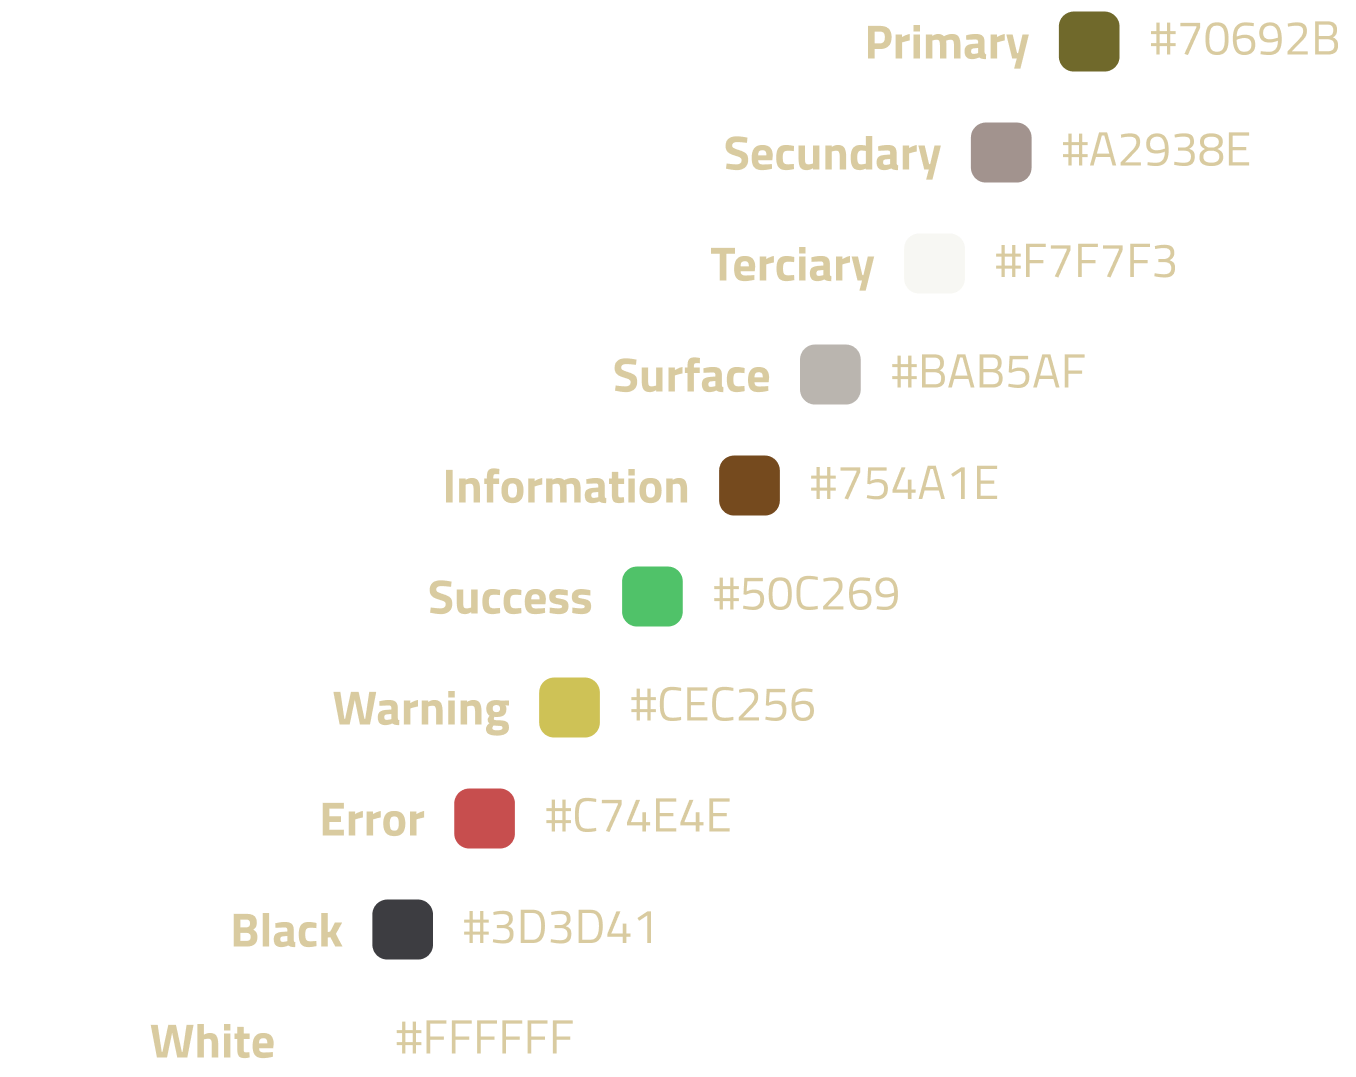 Primary #70692B
Secundary #A2938E
Terciary #F7F7F3
Surface #BAB5AF
Information #754A1E
Success #50C269
Warning #CEC256
Error #C74E4E
Black #3D3D41
White #FFFFFF